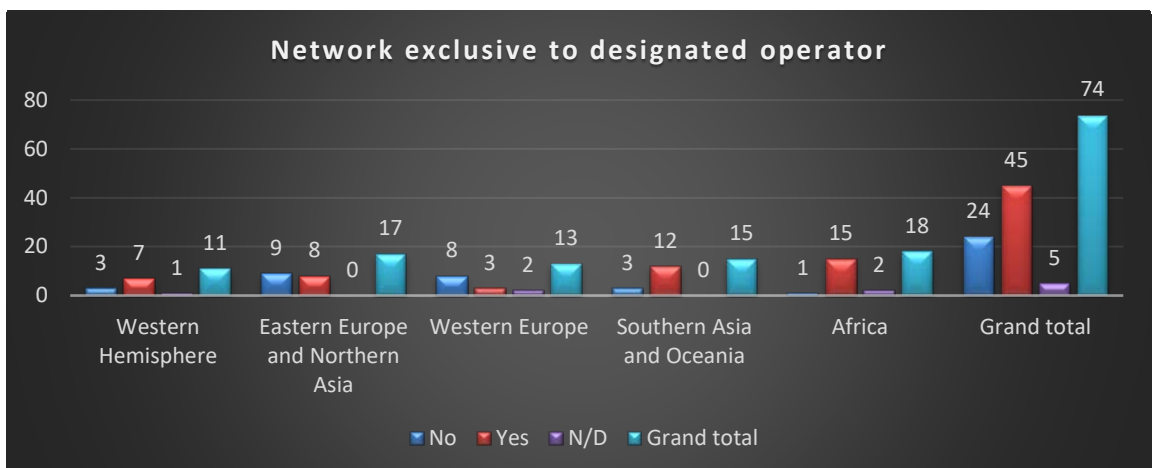 Network exclusive to designated operator
80
60
40
20
0
3 7 1 11
9 8 0 17
8 3 2 13
3 12 0 15
1 15 2 18
24 45 5 74
Western
Hemisphere
Eastern Europe
and Northern
Asia
Western Europe
Southern Asia
and Oceania
Africa
Grand total
No Yes N/D Grand total